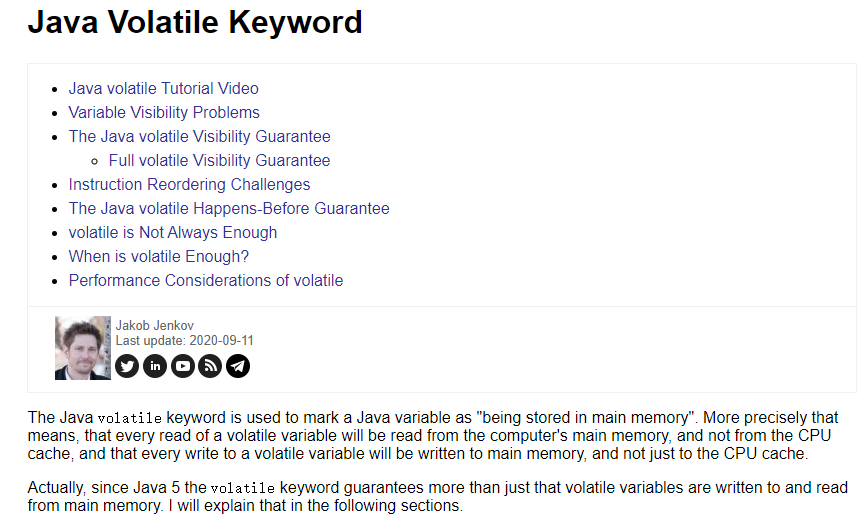 Java Volatile Keyword
Java volatile Tutorial Video
Variable Visibility Problems
The Java volatile Visibility Guarantee
Full volatile Visibility Guarantee
Instruction Reordering Challenges
The Java volatile Happens-Before Guarantee
volatile is Not Always Enough
When is volatile Enough?
Performance Considerations of volatile
Jakob Jenkov
Last update: 2020-09-11
in
The Java volatile keyword is used to mark a Java variable as "being stored in main memory". More precisely that
means, that every read of a volatile variable will be read from the computer's main memory, and not from the CPU
cache, and that every write to a volatile variable will be written to main memory, and not just to the CPU cache.
Actually, since Java 5 the volatile keyword guarantees more than just that volatile variables are written to and read
from main memory. I will explain that in the following sections.